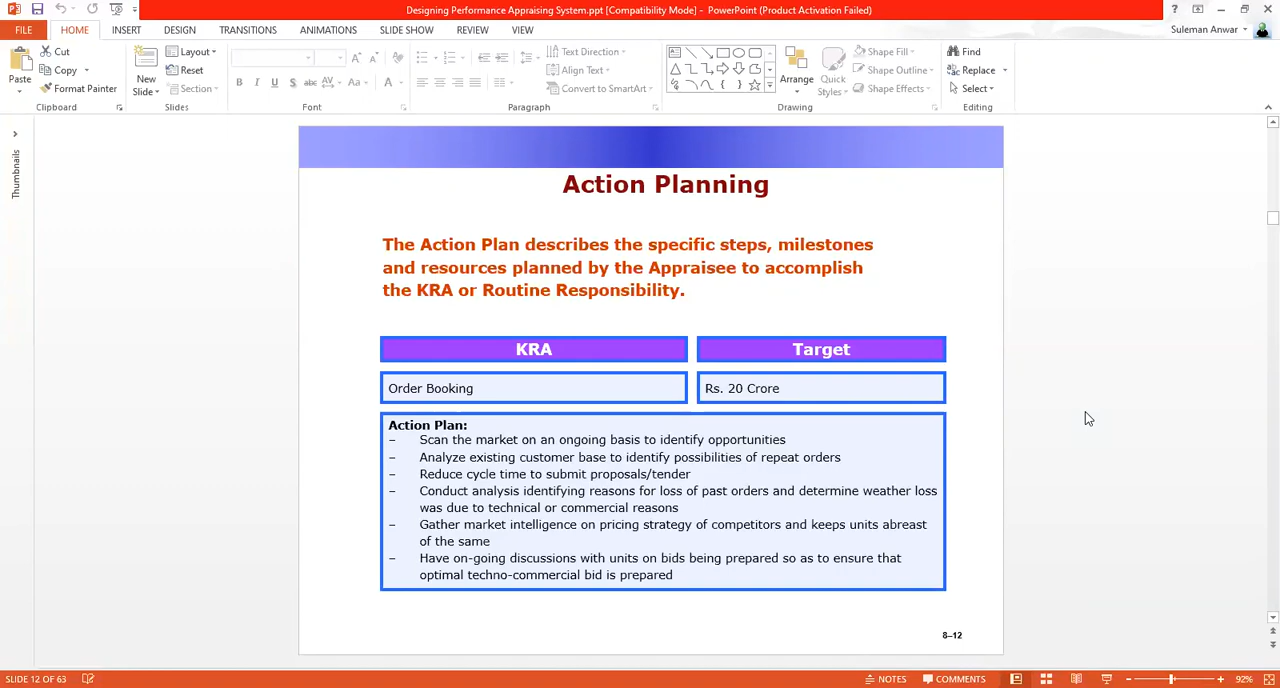 Designing Performance Appraising System.ppt [Compatibility Mode] - PowerPoint (Product Activation Failed)
FILE HOME INSERT DESIGN TRANSITIONS ANIMATIONS SLIDE SHOW REVIEW VIEW Suleman Anwar
Paste Cut Copy Format Painter
Clipboard
New Slide Layout Reset Section
Slides
B I U S abc AV Aa A
Font
Text Direction Align Text Convert to SmartArt
Paragraph
Arrange Quick Styles Shape Fill Shape Outline Shape Effects
Drawing
Find Replace Select
Editing
Thumbnails
Action Planning
The Action Plan describes the specific steps, milestones
and resources planned by the Appraisee to accomplish
the KRA or Routine Responsibility.
KRA Target
Order Booking Rs. 20 Crore
Action Plan:
– Scan the market on an ongoing basis to identify opportunities
– Analyze existing customer base to identify possibilities of repeat orders
– Reduce cycle time to submit proposals/tender
– Conduct analysis identifying reasons for loss of past orders and determine weather loss
was due to technical or commercial reasons
– Gather market intelligence on pricing strategy of competitors and keeps units abreast
of the same
– Have on-going discussions with units on bids being prepared so as to ensure that
optimal techno-commercial bid is prepared
8–12
SLIDE 12 OF 63 NOTES COMMENTS 92%